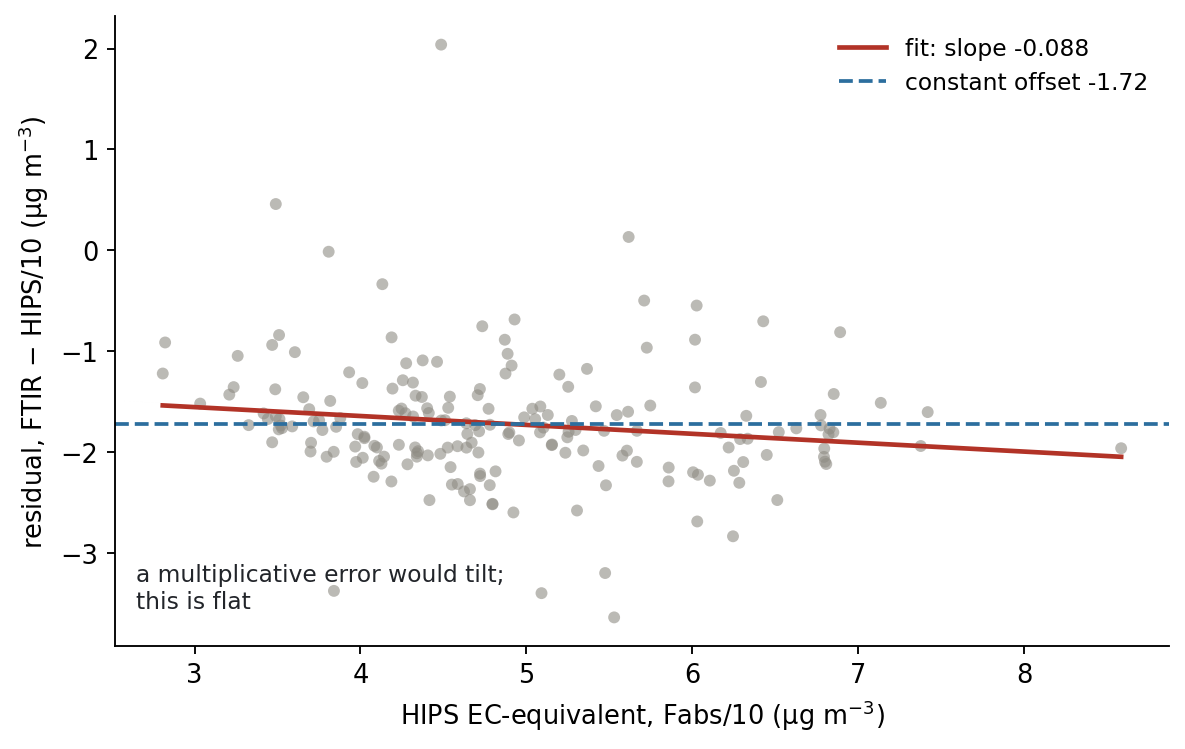 fit: slope -0.088
constant offset -1.72
residual, FTIR − HIPS/10 (µg m⁻³)
2
1
0
−1
−2
−3
a multiplicative error would tilt;
this is flat
3 4 5 6 7 8
HIPS EC-equivalent, Fabs/10 (µg m⁻³)